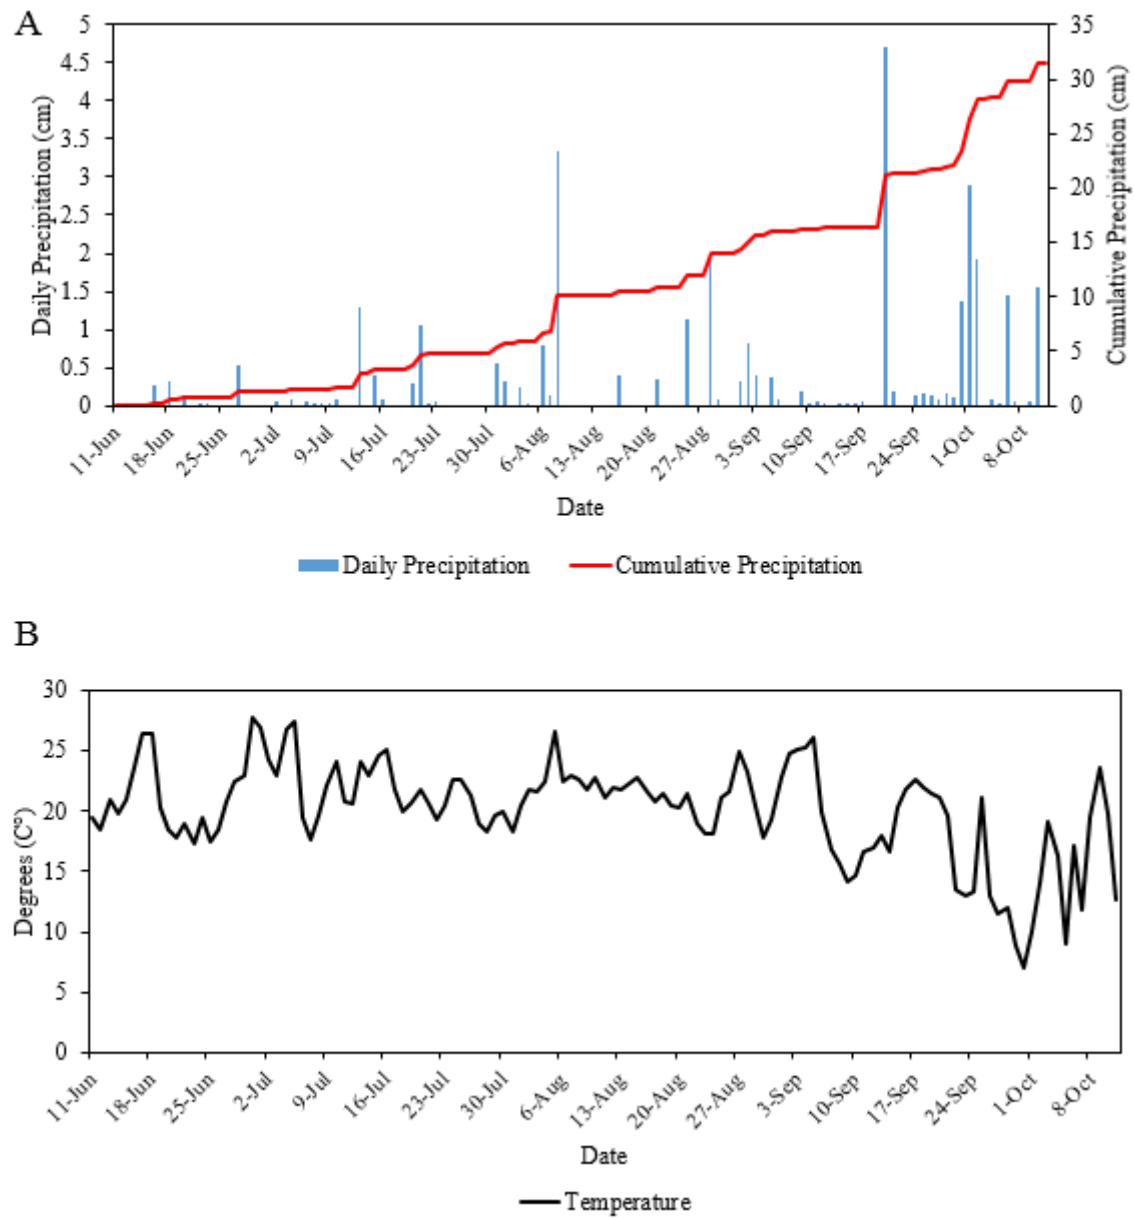 A
Daily Precipitation (cm)
5
4.5
4
3.5
3
2.5
2
1.5
1
0.5
0
35
30
25
20
15
10
5
0
Cumulative Precipitation (cm)
11-Jun 18-Jun 25-Jun 2-Jul 9-Jul 16-Jul 23-Jul 30-Jul 6-Aug 13-Aug 20-Aug 27-Aug 3-Sep 10-Sep 17-Sep 24-Sep 1-Oct 8-Oct
Date
Daily Precipitation Cumulative Precipitation
B
Degrees (C°)
30
25
20
15
10
5
0
11-Jun 18-Jun 25-Jun 2-Jul 9-Jul 16-Jul 23-Jul 30-Jul 6-Aug 13-Aug 20-Aug 27-Aug 3-Sep 10-Sep 17-Sep 24-Sep 1-Oct 8-Oct
Date
Temperature